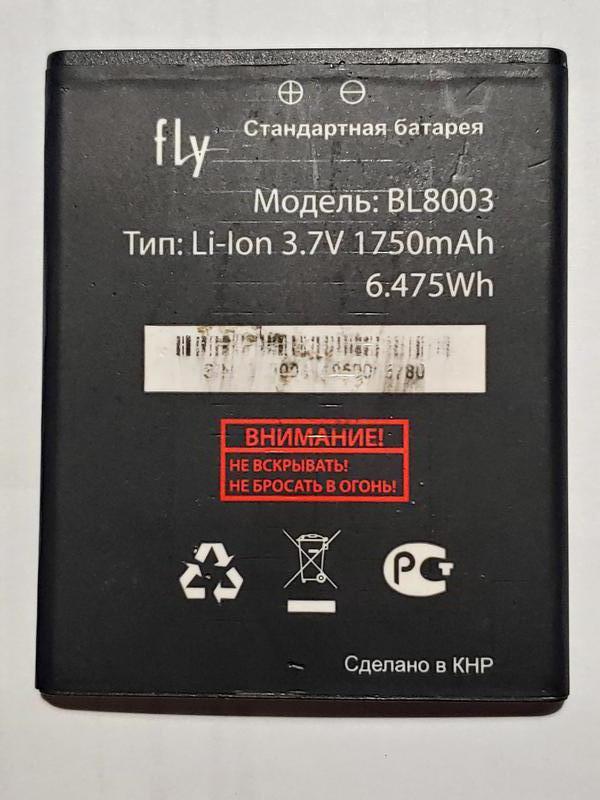 fly
Стандартная батарея
Модель: BL8003
Тип: Li-Ion 3.7V 1750mAh
6.475Wh
ВНИМАНИЕ!
НЕ ВСКРЫВАТЬ!
НЕ БРОСАТЬ В ОГОНЬ!
РСТ
Сделано в КНР